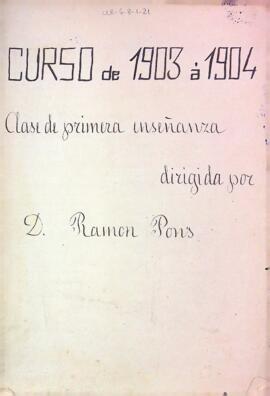 CURSO de 1903 á 1904
Clase de primera enseñanza
dirigida por
D. Ramon Pons